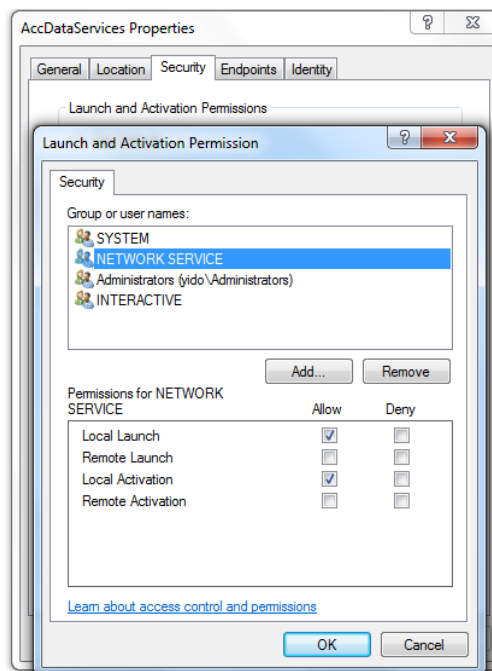 AccDataServices Properties
General Location Security Endpoints Identity
Launch and Activation Permissions
Launch and Activation Permission
Security
Group or user names:
SYSTEM
NETWORK SERVICE
Administrators (yido\Administrators)
INTERACTIVE
Add... Remove
Permissions for NETWORK
SERVICE Allow Deny
Local Launch
Remote Launch
Local Activation
Remote Activation
Learn about access control and permissions
OK Cancel